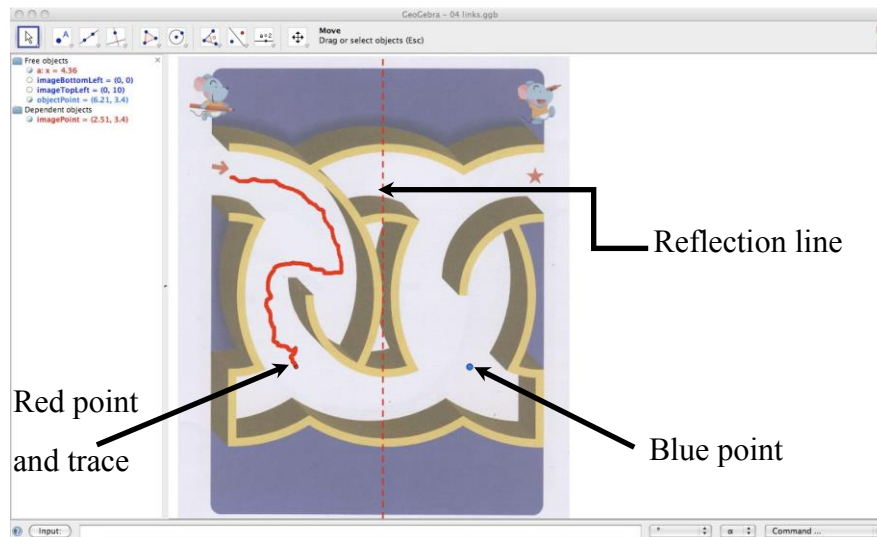 GeoGebra – 04 links.ggb
Move
Drag or select objects (Esc)
Free objects
a: x = 4.36
imageBottomLeft = (0, 0)
imageTopLeft = (0, 10)
objectPoint = (6.21, 3.4)
Dependent objects
imagePoint = (2.51, 3.4)
Reflection line
Red point
and trace
Blue point
Input:
° α Command ...